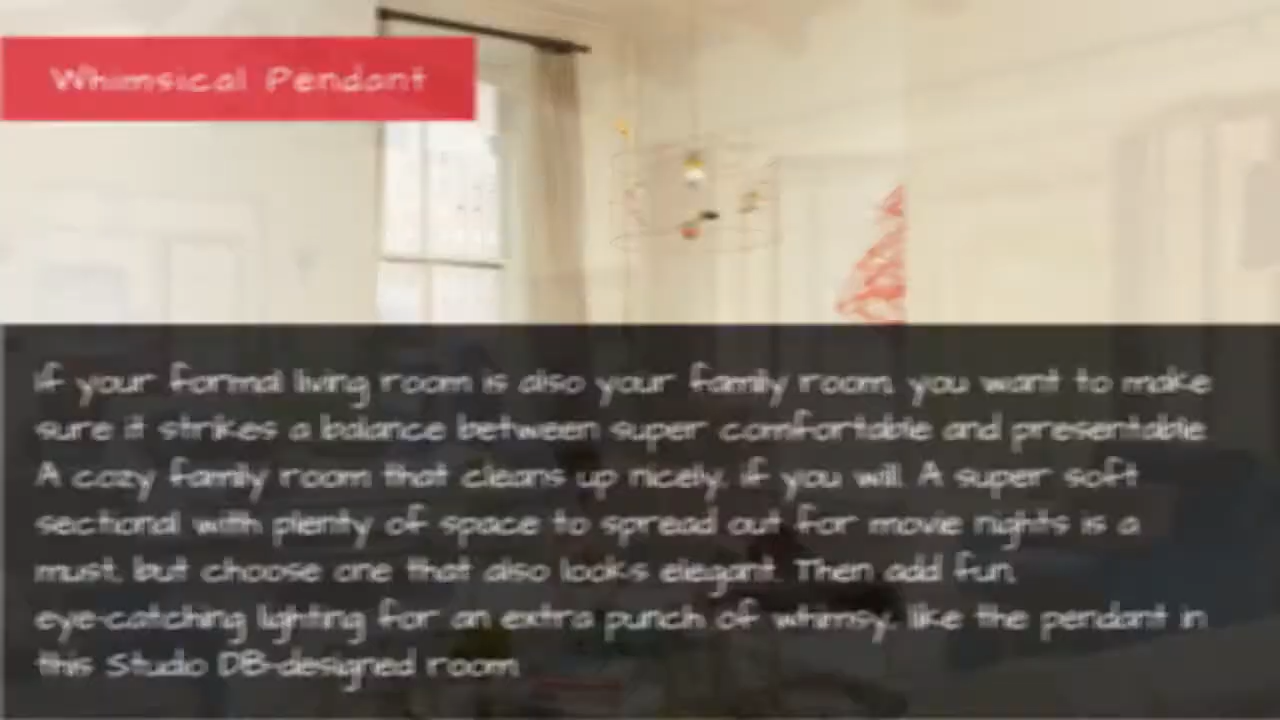 Whimsical Pendant
If your formal living room is also your family room, you want to make
sure it strikes a balance between super comfortable and presentable.
A cozy family room that cleans up nicely, if you will. A super soft
sectional with plenty of space to spread out for movie nights is a
must, but choose one that also looks elegant. Then add fun,
eye-catching lighting for an extra punch of whimsy, like the pendant in
this Studio DB-designed room.